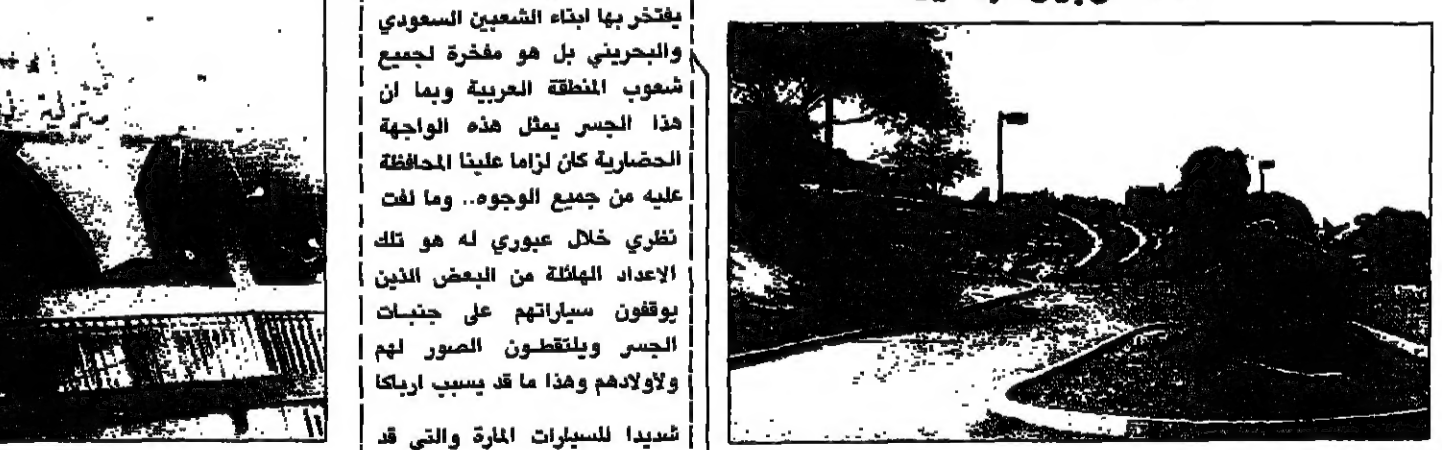 يفتخر بها ابناء الشعبين السعودي
والبحريني بل هو مفخرة لجميع
شعوب المنطقة العربية وبما ان
هذا الجسر يمثل هذه الواجهة
الحضارية كان لزاما علينا المحافظة
عليه من جميع الوجوه.. وما لفت
نظري خلال عبوري له هو تلك
الاعداد الهائلة من البعض الذين
يوقفون سياراتهم على جنبات
الجسر ويلتقطون الصور لهم
ولاولادهم وهذا ما قد يسبب ارباكا
شديدا للسيارات المارة والتي قد